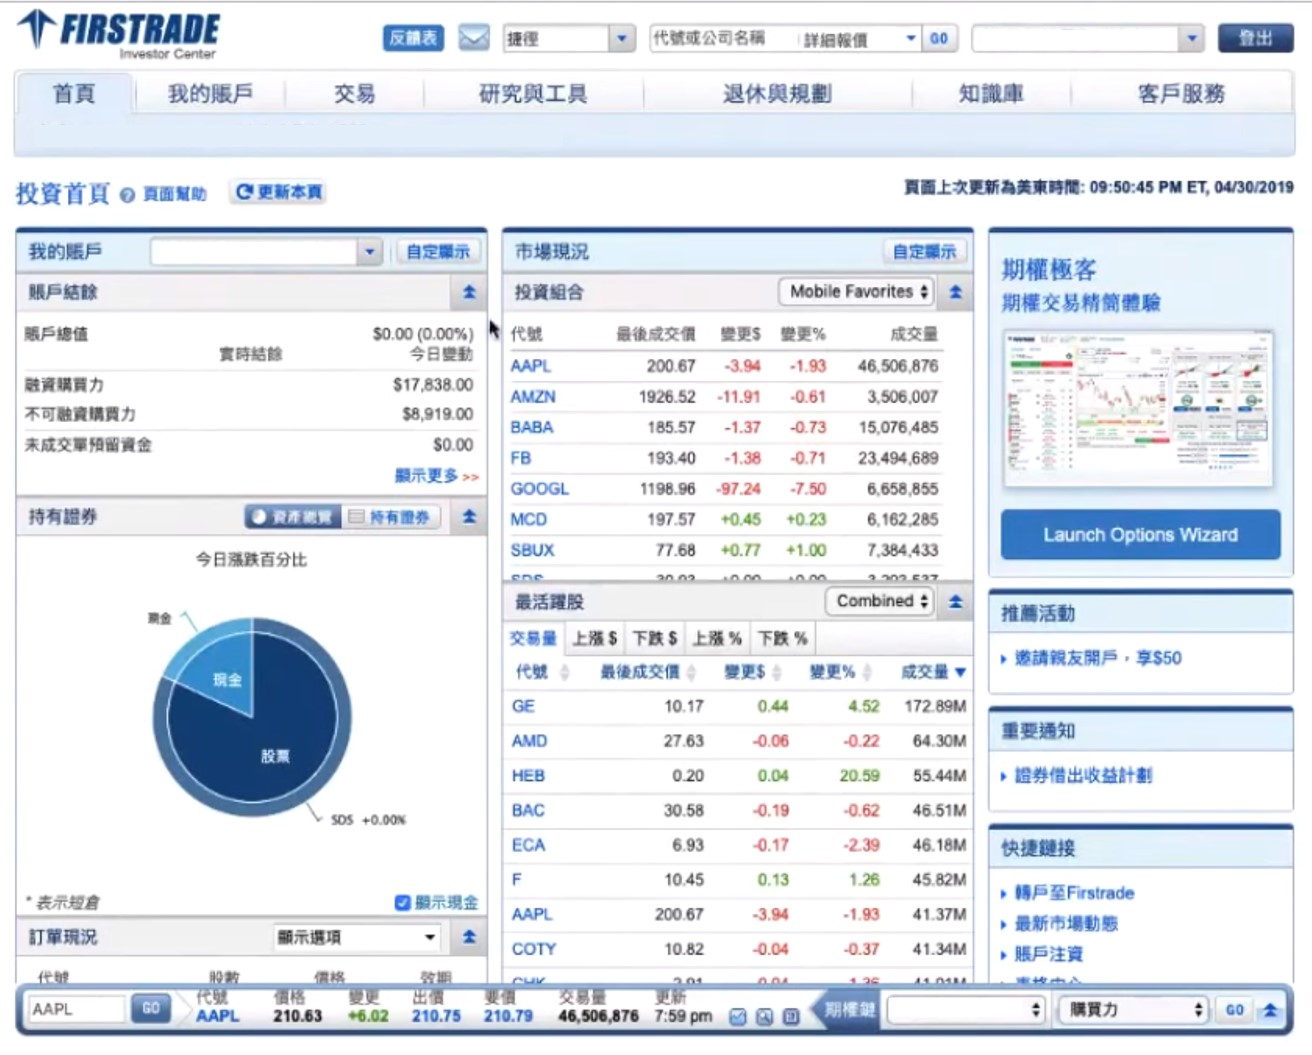 FIRSTRADE
Investor Center
反饋表
捷徑
代號或公司名稱
詳細報價
GO
登出
首頁
我的賬戶
交易
研究與工具
退休與規劃
知識庫
客戶服務
投資首頁 頁面幫助 更新本頁
頁面上次更新為美東時間: 09:50:45 PM ET, 04/30/2019
我的賬戶 自定顯示
賬戶結餘
賬戶總值 $0.00 (0.00%)
實時結餘 今日變動
融資購買力 $17,838.00
不可融資購買力 $8,919.00
未成交單預留資金 $0.00
顯示更多 >>
持有證券 資產總覽 持有證券
今日漲跌百分比
現金
現金
股票
SDS +0.00%
* 表示短倉
顯示現金
訂單現況 顯示選項
代號 股數 價格 效期
市場現況 自定顯示
投資組合 Mobile Favorites
代號 最後成交價 變更$ 變更% 成交量
AAPL 200.67 -3.94 -1.93 46,506,876
AMZN 1926.52 -11.91 -0.61 3,506,007
BABA 185.57 -1.37 -0.73 15,076,485
FB 193.40 -1.38 -0.71 23,494,689
GOOGL 1198.96 -97.24 -7.50 6,658,855
MCD 197.57 +0.45 +0.23 6,162,285
SBUX 77.68 +0.77 +1.00 7,384,433
最活躍股 Combined
交易量 上漲 $ 下跌 $ 上漲 % 下跌 %
代號 最後成交價 變更$ 變更% 成交量
GE 10.17 0.44 4.52 172.89M
AMD 27.63 -0.06 -0.22 64.30M
HEB 0.20 0.04 20.59 55.44M
BAC 30.58 -0.19 -0.62 46.51M
ECA 6.93 -0.17 -2.39 46.18M
F 10.45 0.13 1.26 45.82M
AAPL 200.67 -3.94 -1.93 41.37M
COTY 10.82 -0.04 -0.37 41.34M
期權極客
期權交易精簡體驗
Launch Options Wizard
推薦活動
邀請親友開戶，享$50
重要通知
證券借出收益計劃
快捷鏈接
轉戶至Firstrade
最新市場動態
賬戶注資
AAPL GO
代號 價格 變更 出價 要價 交易量 更新
AAPL 210.63 +6.02 210.75 210.79 46,506,876 7:59 pm
期權鏈
購買力
GO